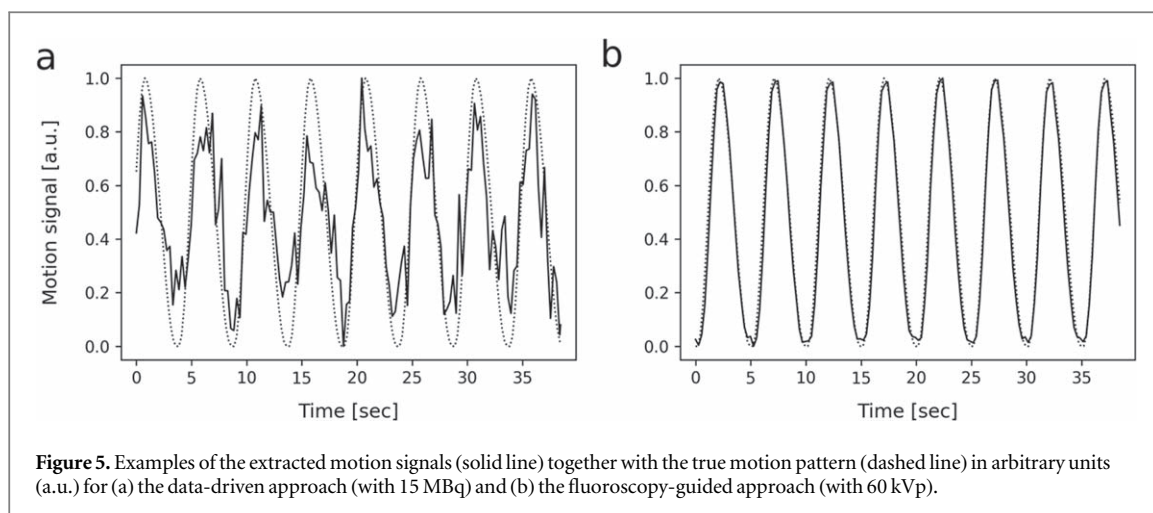 a
b
1.0
0.8
0.6
0.4
0.2
0.0
Motion signal [a.u.]
0 5 10 15 20 25 30 35
Time [sec]
1.0
0.8
0.6
0.4
0.2
0.0
0 5 10 15 20 25 30 35
Time [sec]
Figure 5. Examples of the extracted motion signals (solid line) together with the true motion pattern (dashed line) in arbitrary units
(a.u.) for (a) the data-driven approach (with 15 MBq) and (b) the fluoroscopy-guided approach (with 60 kVp).